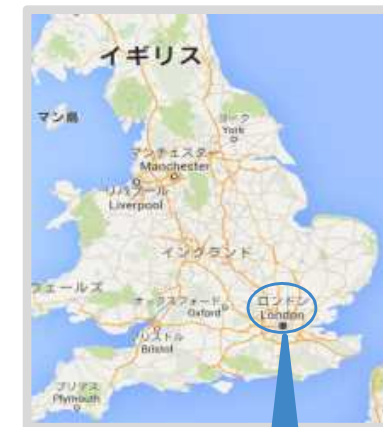 イギリス
マン島
ヨーク
York
マンチェスター
Manchester
リバプール
Liverpool
イングランド
ウェールズ
オックスフォード
Oxford
ロンドン
London
ブリストル
Bristol
プリマス
Plymouth